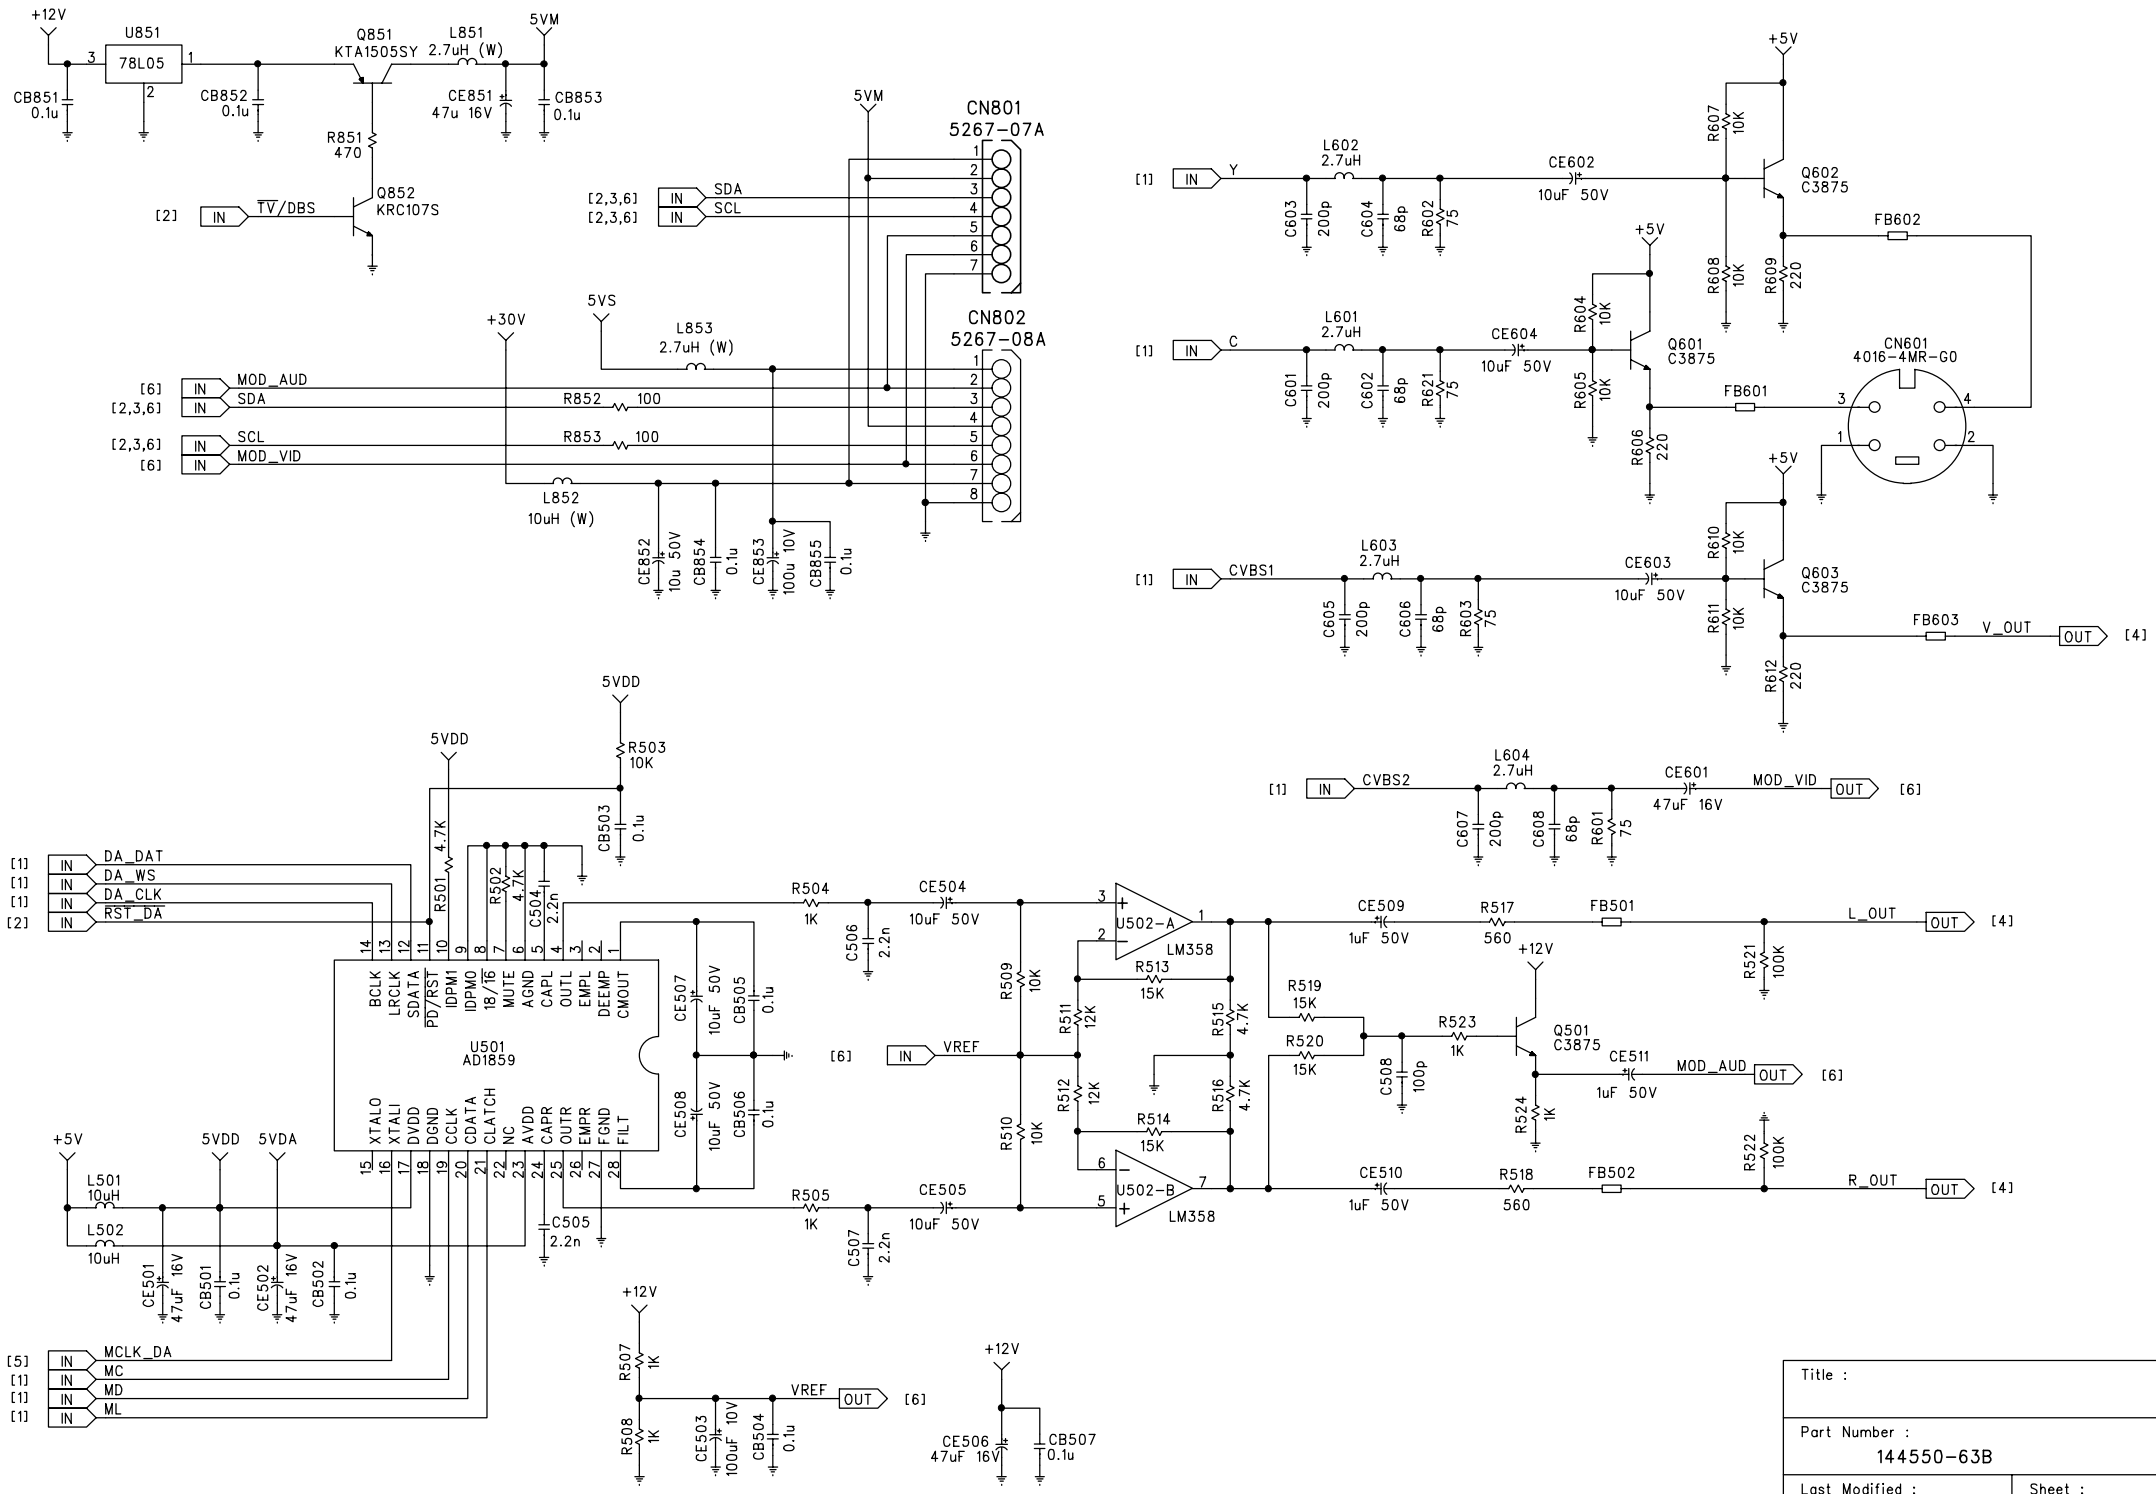 +12V
U851
78L05
3
1
2
CB851
0.1u
CB852
0.1u
Q851
KTA1505SY
L851
2.7uH (W)
5VM
CE851
47u 16V
CB853
0.1u
R851
470
Q852
KRC107S
[2]
IN
TV/DBS
5VM
CN801
5267-07A
1
2
3
4
5
6
7
[2,3,6]
IN
SDA
[2,3,6]
IN
SCL
CN802
5267-08A
1
2
3
4
5
6
7
8
+30V
5VS
L853
2.7uH (W)
[6]
IN
MOD_AUD
[2,3,6]
IN
SDA
R852
100
[2,3,6]
IN
SCL
R853
100
[6]
IN
MOD_VID
L852
10uH (W)
CE852
10u 50V
CB854
0.1u
CE853
100u 10V
CB855
0.1u
[1]
IN
Y
L602
2.7uH
C603
200p
C604
68p
R602
75
CE602
10uF 50V
+5V
R607
10K
R608
10K
Q602
C3875
R609
220
FB602
[1]
IN
C
L601
2.7uH
C601
200p
C602
68p
R621
75
CE604
10uF 50V
+5V
R604
10K
R605
10K
Q601
C3875
R606
220
FB601
CN601
4016-4MR-G0
3
4
1
2
[1]
IN
CVBS1
L603
2.7uH
C605
200p
C606
68p
R603
75
CE603
10uF 50V
+5V
R610
10K
R611
10K
Q603
C3875
R612
220
FB603
V_OUT
OUT
[4]
[1]
IN
CVBS2
L604
2.7uH
C607
200p
C608
68p
R601
75
CE601
47uF 16V
MOD_VID
OUT
[6]
5VDD
R503
10K
CB503
0.1u
5VDD
4.7K
R501
R502
4.7K
C504
2.2n
[1]
IN
DA_DAT
[1]
IN
DA_WS
[1]
IN
DA_CLK
[2]
IN
RST_DA
14
13
12
11
10
9
8
7
6
5
4
3
2
1
BCLK
LRCLK
SDATA
PD/RST
IDPM1
IDPM0
18/16
MUTE
AGND
CAPL
OUTL
EMPL
DEEMP
CMOUT
U501
AD1859
XTALO
XTALI
DVDD
DGND
CCLK
CDATA
CLATCH
NC
AVDD
CAPR
OUTR
EMPR
FGND
FILT
15
16
17
18
19
20
21
22
23
24
25
26
27
28
CE507
10uF 50V
CB505
0.1u
CE508
10uF 50V
CB506
0.1u
+5V
5VDD
5VDA
L501
10uH
L502
10uH
CE501
47uF 16V
CB501
0.1u
CE502
47uF 16V
CB502
0.1u
C505
2.2n
[5]
IN
MCLK_DA
[1]
IN
MC
[1]
IN
MD
[1]
IN
ML
R504
1K
C506
2.2n
CE504
10uF 50V
R509
10K
[6]
IN
VREF
R510
10K
R505
1K
C507
2.2n
CE505
10uF 50V
3
+
2
−
1
U502-A
LM358
R511
12K
R513
15K
R515
4.7K
R512
12K
R514
15K
R516
4.7K
6
−
5
+
7
U502-B
LM358
CE509
1uF 50V
R517
560
FB501
R521
100K
L_OUT
OUT
[4]
R519
15K
R520
15K
C508
100p
R523
1K
+12V
Q501
C3875
R524
1K
CE511
1uF 50V
MOD_AUD
OUT
[6]
CE510
1uF 50V
R518
560
FB502
R522
100K
R_OUT
OUT
[4]
+12V
R507
1K
R508
1K
CE503
100uF 10V
CB504
0.1u
VREF
OUT
[6]
+12V
CE506
47uF 16V
CB507
0.1u
Title :
Part Number :
144550-63B
Last Modified :
Sheet :